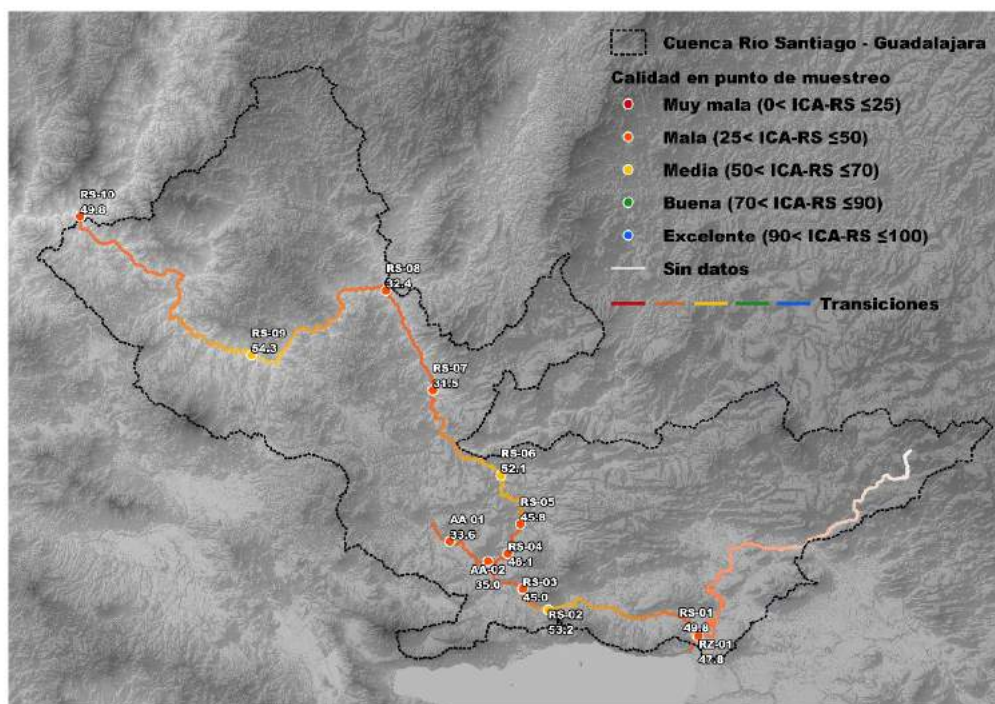 Cuenca Río Santiago - Guadalajara
Calidad en punto de muestreo
Muy mala (0< ICA-RS ≤25)
Mala (25< ICA-RS ≤50)
Media (50< ICA-RS ≤70)
Buena (70< ICA-RS ≤90)
Excelente (90< ICA-RS ≤100)
Sin datos
Transiciones
RS-10
49.8
RS-08
32.4
RS-09
54.3
RS-07
31.5
RS-06
52.1
RS-05
45.8
AA-01
33.6
RS-04
46.1
AA-02
35.0
RS-03
45.0
RS-02
53.2
RS-01
49.8
RZ-01
47.8